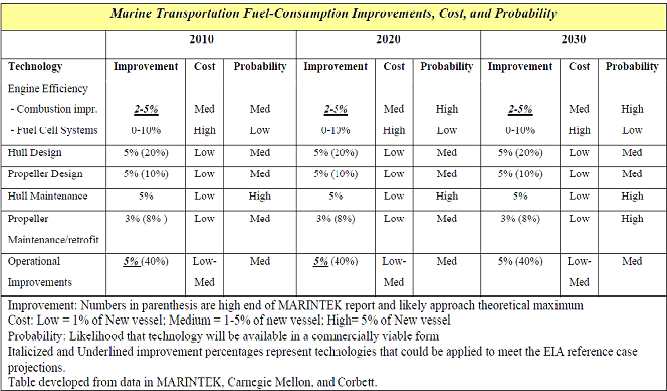 Marine Transportation Fuel-Consumption Improvements, Cost, and Probability
2010 2020 2030
Technology Improvement Cost Probability Improvement Cost Probability Improvement Cost Probability
Engine Efficiency
- Combustion impr. 2-5% Med Med 2-5% Med High 2-5% Med High
- Fuel Cell Systems 0-10% High Low 0-10% High Low 0-10% High Low
Hull Design 5% (20%) Low Med 5% (20%) Low Med 5% (20%) Low Med
Propeller Design 5% (10%) Low Med 5% (10%) Low Med 5% (10%) Low Med
Hull Maintenance 5% Low High 5% Low High 5% Low High
Propeller 3% (8% ) Low Med 3% (8%) Low Med 3% (8%) Low High
Maintenance/retrofit
Operational 5% (40%) Low- Med 5% (40%) Low- Med 5% (40%) Low- Med
Improvements Med Med Med
Improvement: Numbers in parenthesis are high end of MARINTEK report and likely approach theoretical maximum
Cost: Low = 1% of New vessel; Medium = 1-5% of new vessel; High= 5% of New vessel
Probability: Likelihood that technology will be available in a commercially viable form
Italicized and Underlined improvement percentages represent technologies that could be applied to meet the EIA reference case
projections.
Table developed from data in MARINTEK, Carnegie Mellon, and Corbett.